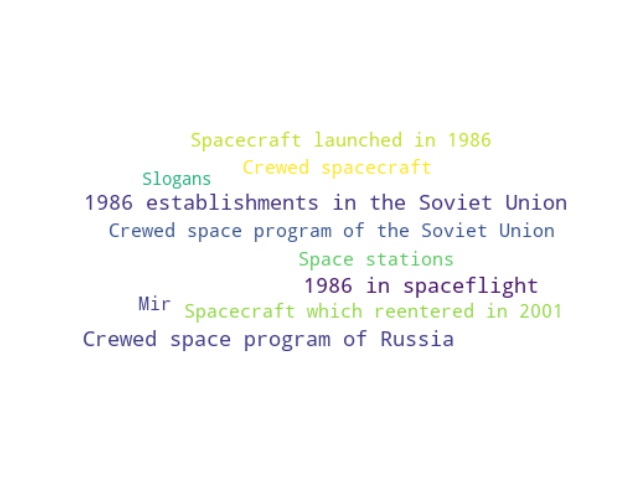 Spacecraft launched in 1986
Crewed spacecraft
Slogans
1986 establishments in the Soviet Union
Crewed space program of the Soviet Union
Space stations
1986 in spaceflight
Mir
Spacecraft which reentered in 2001
Crewed space program of Russia